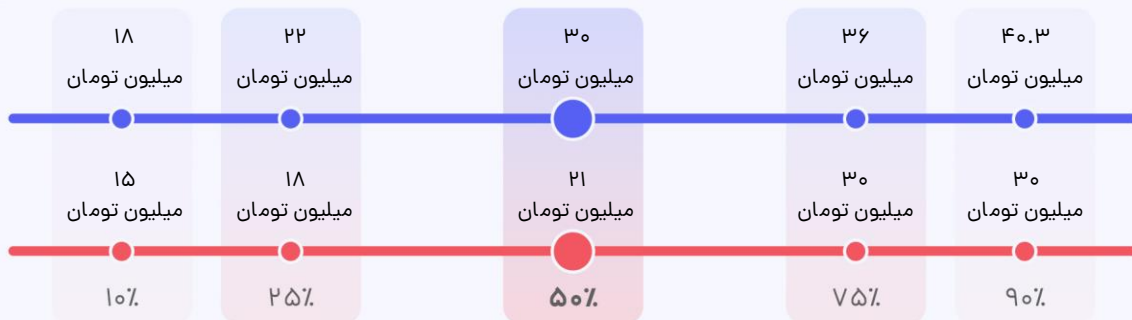 ۱۸ ۲۲ ۳۰ ۳۶ ۴۰.۳
میلیون تومان میلیون تومان میلیون تومان میلیون تومان میلیون تومان
۱۵ ۱۸ ۲۱ ۳۰ ۳۰
میلیون تومان میلیون تومان میلیون تومان میلیون تومان میلیون تومان
۱۰٪ ۲۵٪ ۵۰٪ ۷۵٪ ۹۰٪